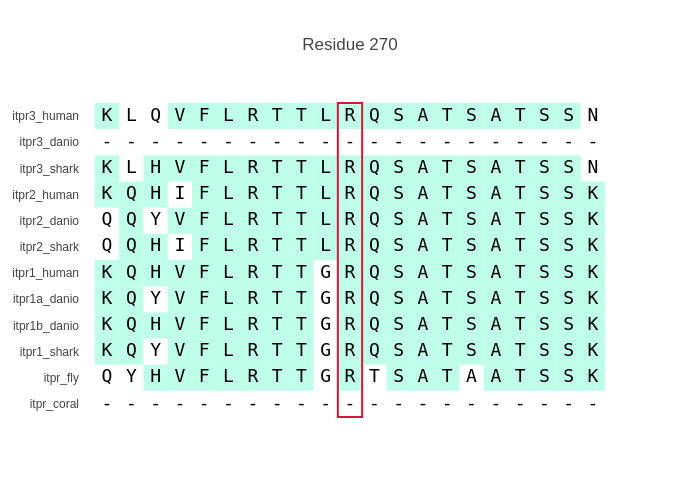 Residue 270
itpr3_human K L Q V F L R T T L R Q S A T S A T S S N
itpr3_danio - - - - - - - - - - - - - - - - - - - - -
itpr3_shark K L H V F L R T T L R Q S A T S A T S S N
itpr2_human K Q H I F L R T T L R Q S A T S A T S S K
itpr2_danio Q Q Y V F L R T T L R Q S A T S A T S S K
itpr2_shark Q Q H I F L R T T L R Q S A T S A T S S K
itpr1_human K Q H V F L R T T G R Q S A T S A T S S K
itpr1a_danio K Q Y V F L R T T G R Q S A T S A T S S K
itpr1b_danio K Q H V F L R T T G R Q S A T S A T S S K
itpr1_shark K Q Y V F L R T T G R Q S A T S A T S S K
itpr_fly Q Y H V F L R T T G R T S A T A A T S S K
itpr_coral - - - - - - - - - - - - - - - - - - - - -